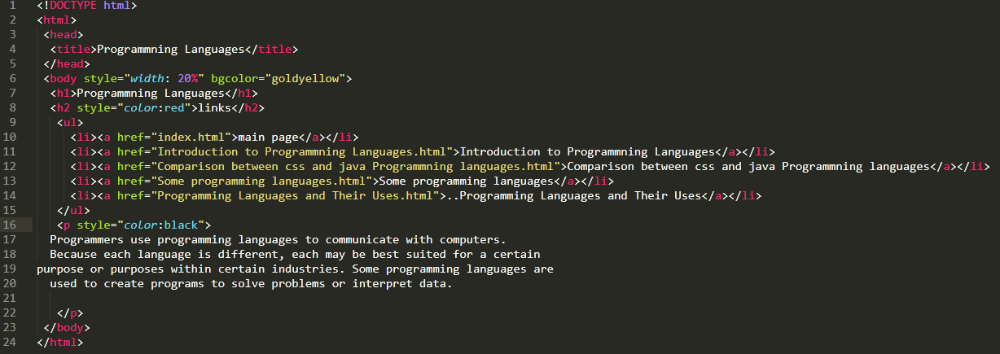 1 <!DOCTYPE html>
2 <html>
3 <head>
4 <title>Programmning Languages</title>
5 </head>
6 <body style="width: 20%" bgcolor="goldyellow">
7 <h1>Programmning Languages</h1>
8 <h2 style="color:red">links</h2>
9 <ul>
10 <li><a href="index.html">main page</a></li>
11 <li><a href="Introduction to Programmning Languages.html">Introduction to Programmning Languages</a></li>
12 <li><a href="Comparison between css and java Programmning languages.html">Comparison between css and java Programmnong languages</a></li>
13 <li><a href="Some programming languages.html">Some programming languages</a></li>
14 <li><a href="Programming Languages and Their Uses.html">..Programming Languages and Their Uses</a></li>
15 </ul>
16 <p style="color:black">
17 Programmers use programming languages to communicate with computers.
18 Because each language is different, each may be best suited for a certain
19 purpose or purposes within certain industries. Some programming languages are
20 used to create programs to solve problems or interpret data.
21
22 </p>
23 </body>
24 </html>